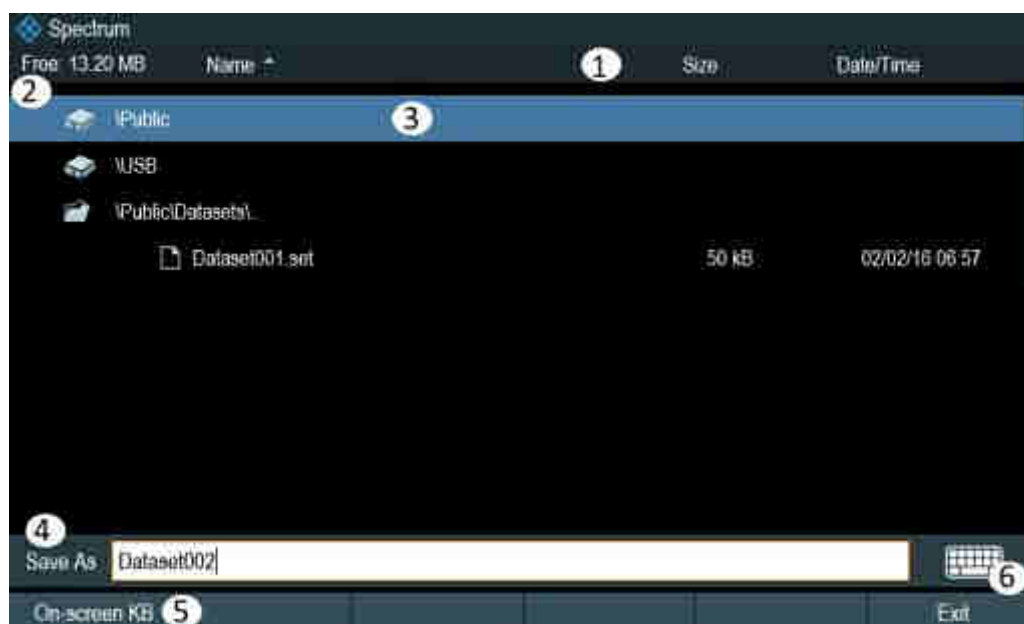 Spectrum
Free: 13.20 MB Name 1 Size Date/Time
2
\Public 3
\USB
\Public\Datasets\..
Dataset001.set 50 kB 02/02/16 06:57
4
Save As Dataset002
6
On-screen KB 5 Exit